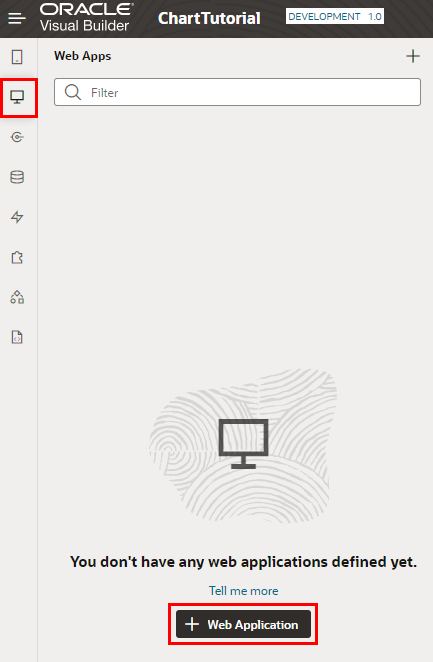 ORACLE
Visual Builder
ChartTutorial
DEVELOPMENT 1.0
Web Apps
Filter
You don't have any web applications defined yet.
Tell me more
Web Application